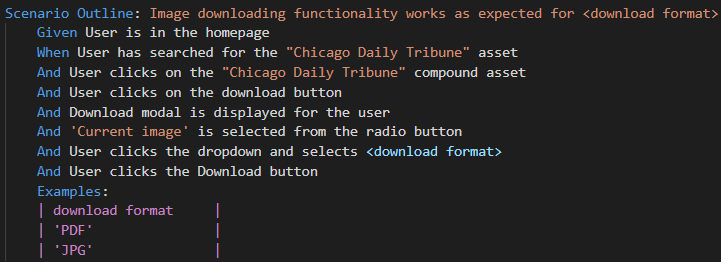 Scenario Outline: Image downloading functionality works as expected for <download format>
Given User is in the homepage
When User has searched for the "Chicago Daily Tribune" asset
And User clicks on the "Chicago Daily Tribune" compound asset
And User clicks on the download button
And Download modal is displayed for the user
And 'Current image' is selected from the radio button
And User clicks the dropdown and selects <download format>
And User clicks the Download button
Examples:
| download format |
| 'PDF' |
| 'JPG' |